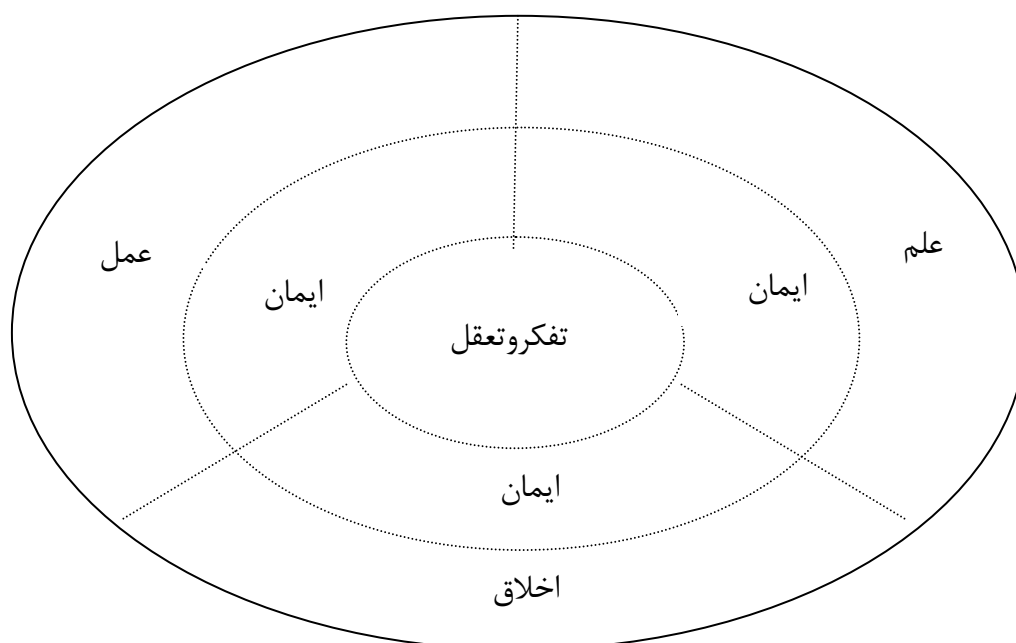 علم
عمل
ایمان
ایمان
تفکروتعقل
ایمان
اخلاق